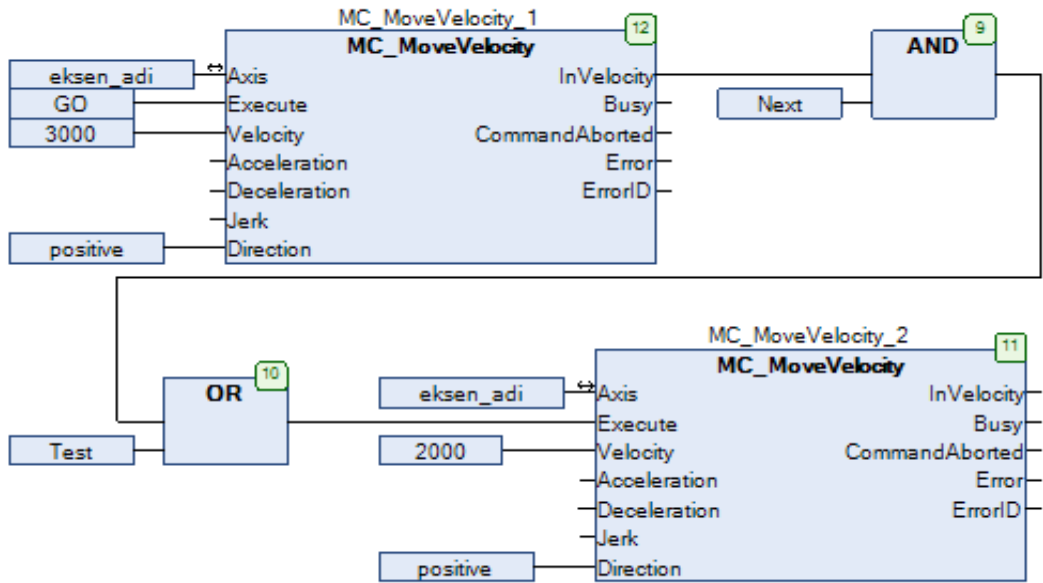 MC_MoveVelocity_1
12
MC_MoveVelocity
9
AND
eksen_adi
Axis
InVelocity
GO
Execute
Busy
Next
3000
Velocity
CommandAborted
Acceleration
Error
Deceleration
ErrorID
Jerk
positive
Direction
MC_MoveVelocity_2
11
MC_MoveVelocity
10
OR
eksen_adi
Axis
InVelocity
Execute
Busy
Test
2000
Velocity
CommandAborted
Acceleration
Error
Deceleration
ErrorID
Jerk
positive
Direction